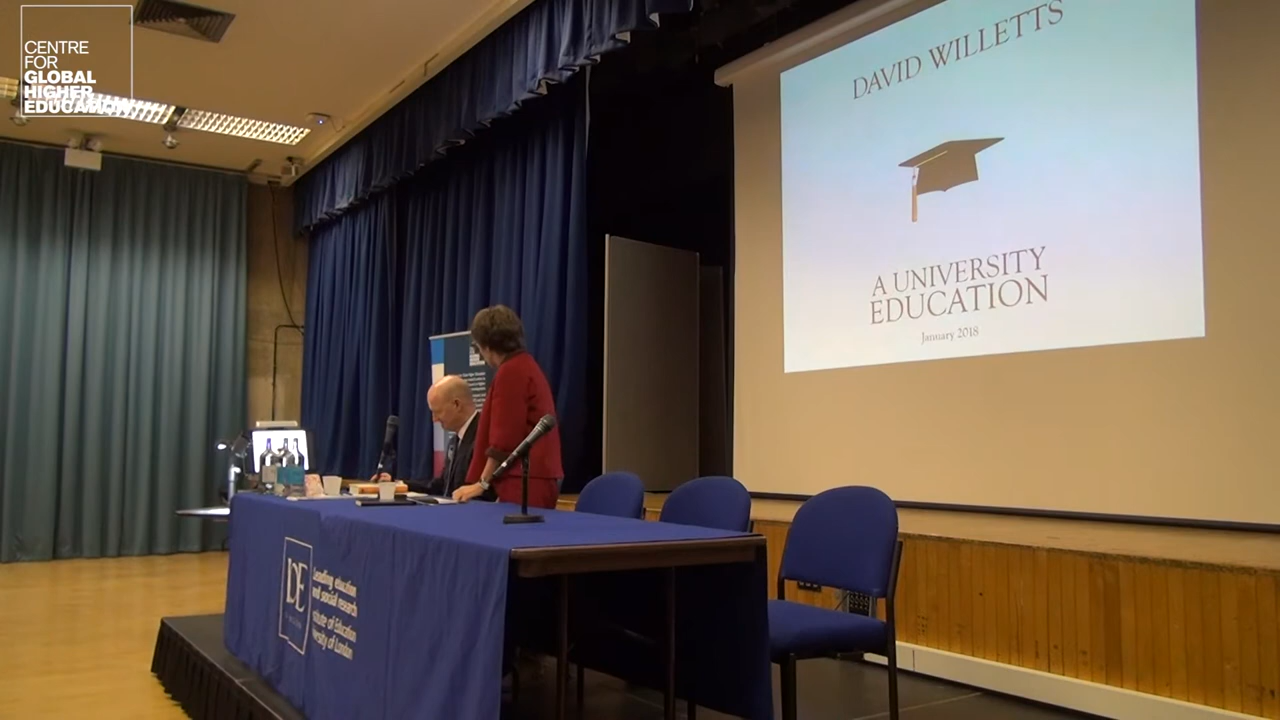 CENTRE
FOR
GLOBAL
HIGHER
EDUCATION
DAVID WILLETTS
A UNIVERSITY
EDUCATION
January 2018
IOE
Leading education
and social research
Institute of Education
University of London